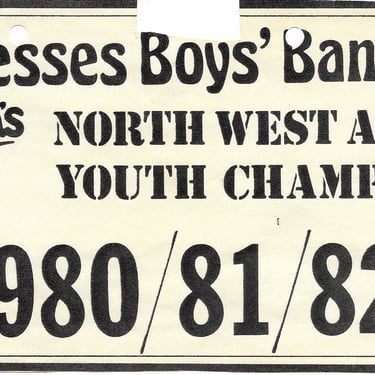 esses Boys' Ban
's NORTH WEST A
YOUTH CHAMP
980/81/82